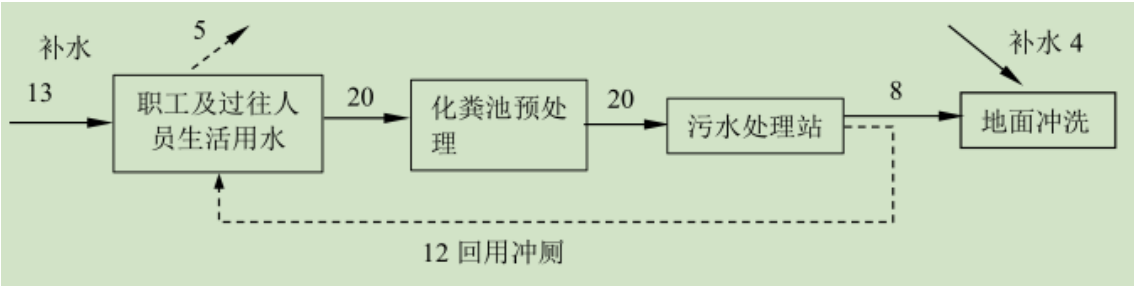 补水
13
5
职工及过往人
员生活用水
20
化粪池预处
理
20
污水处理站
8
补水 4
地面冲洗
12 回用冲厕